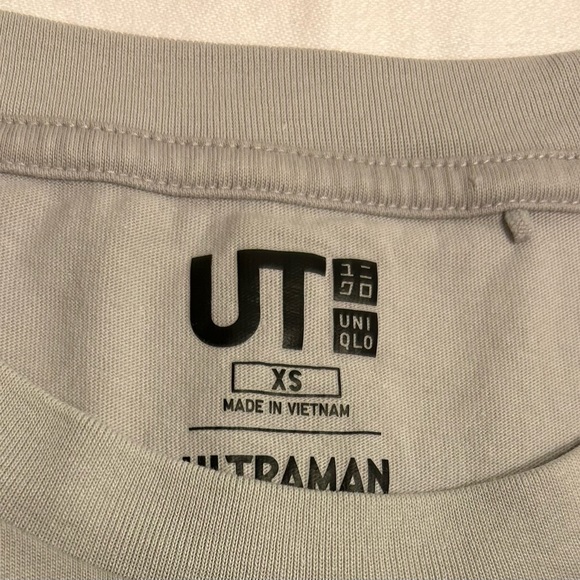 UT
ユニ
クロ
UNI
QLO
XS
MADE IN VIETNAM
ULTRAMAN